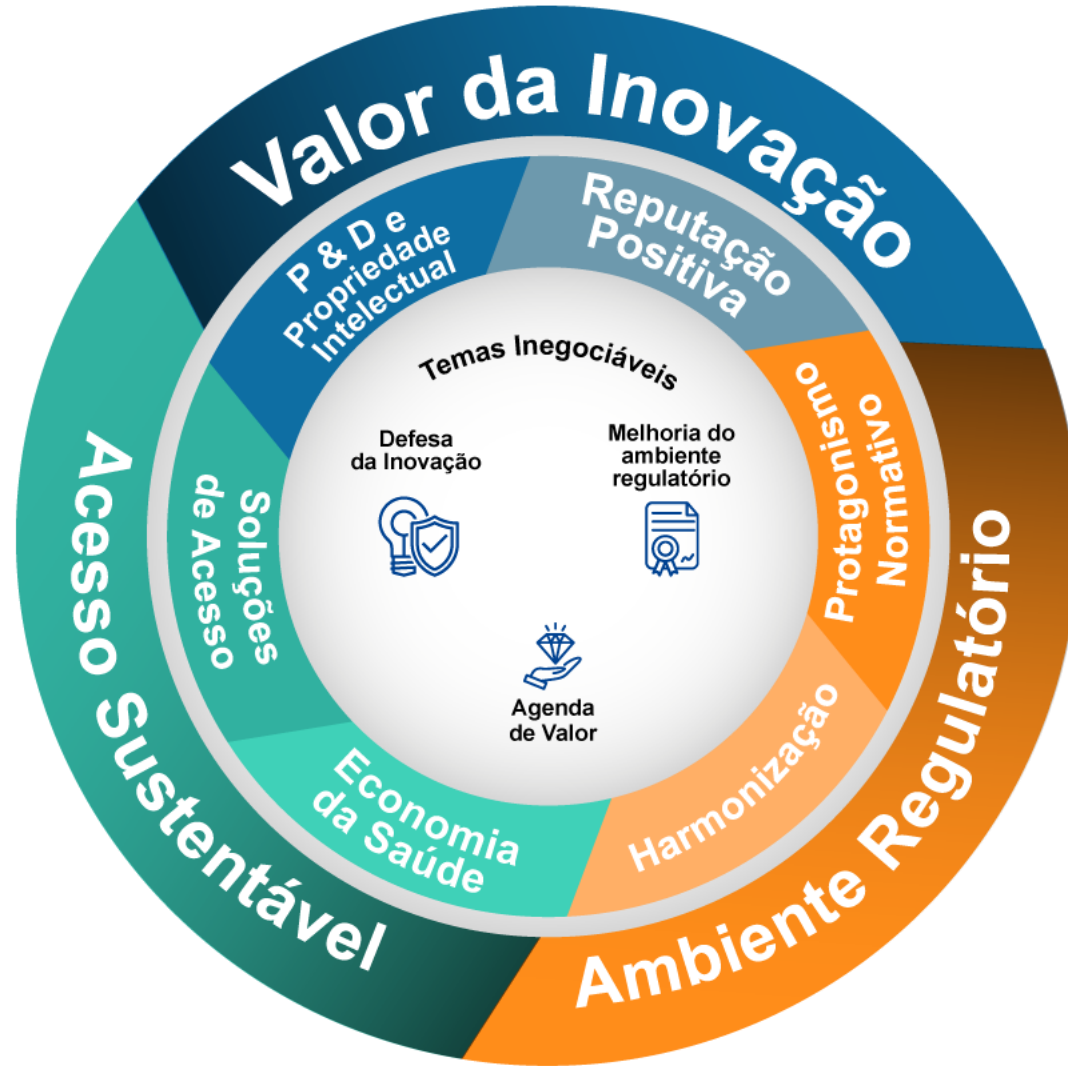 Valor da Inovação
P & D e
Propriedade
Intelectual
Reputação
Positiva
Protagonismo
Normativo
Ambiente Regulatório
Harmonização
Economia
da Saúde
Soluções
de Acesso
Acesso Sustentável
Temas Inegociáveis
Defesa
da Inovação
Melhoria do
ambiente
regulatório
Agenda
de Valor